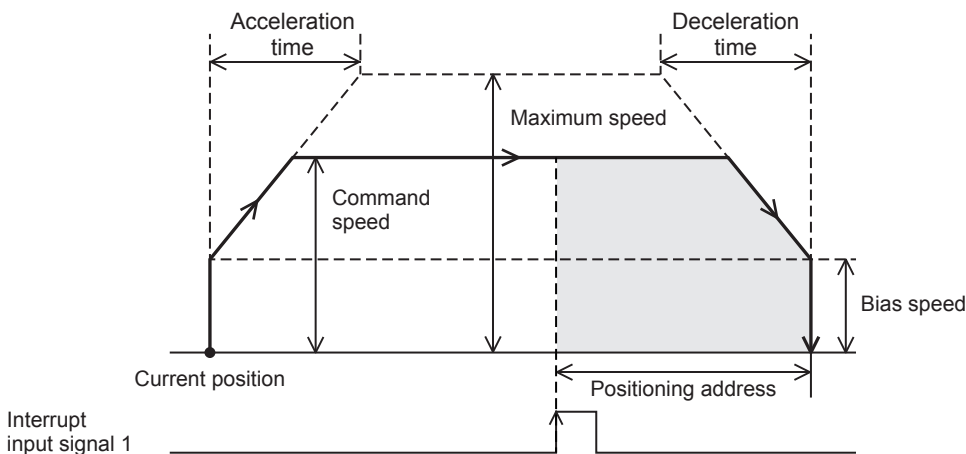 Acceleration
time
Deceleration
time
Maximum speed
Command
speed
Bias speed
Current position
Positioning address
Interrupt
input signal 1